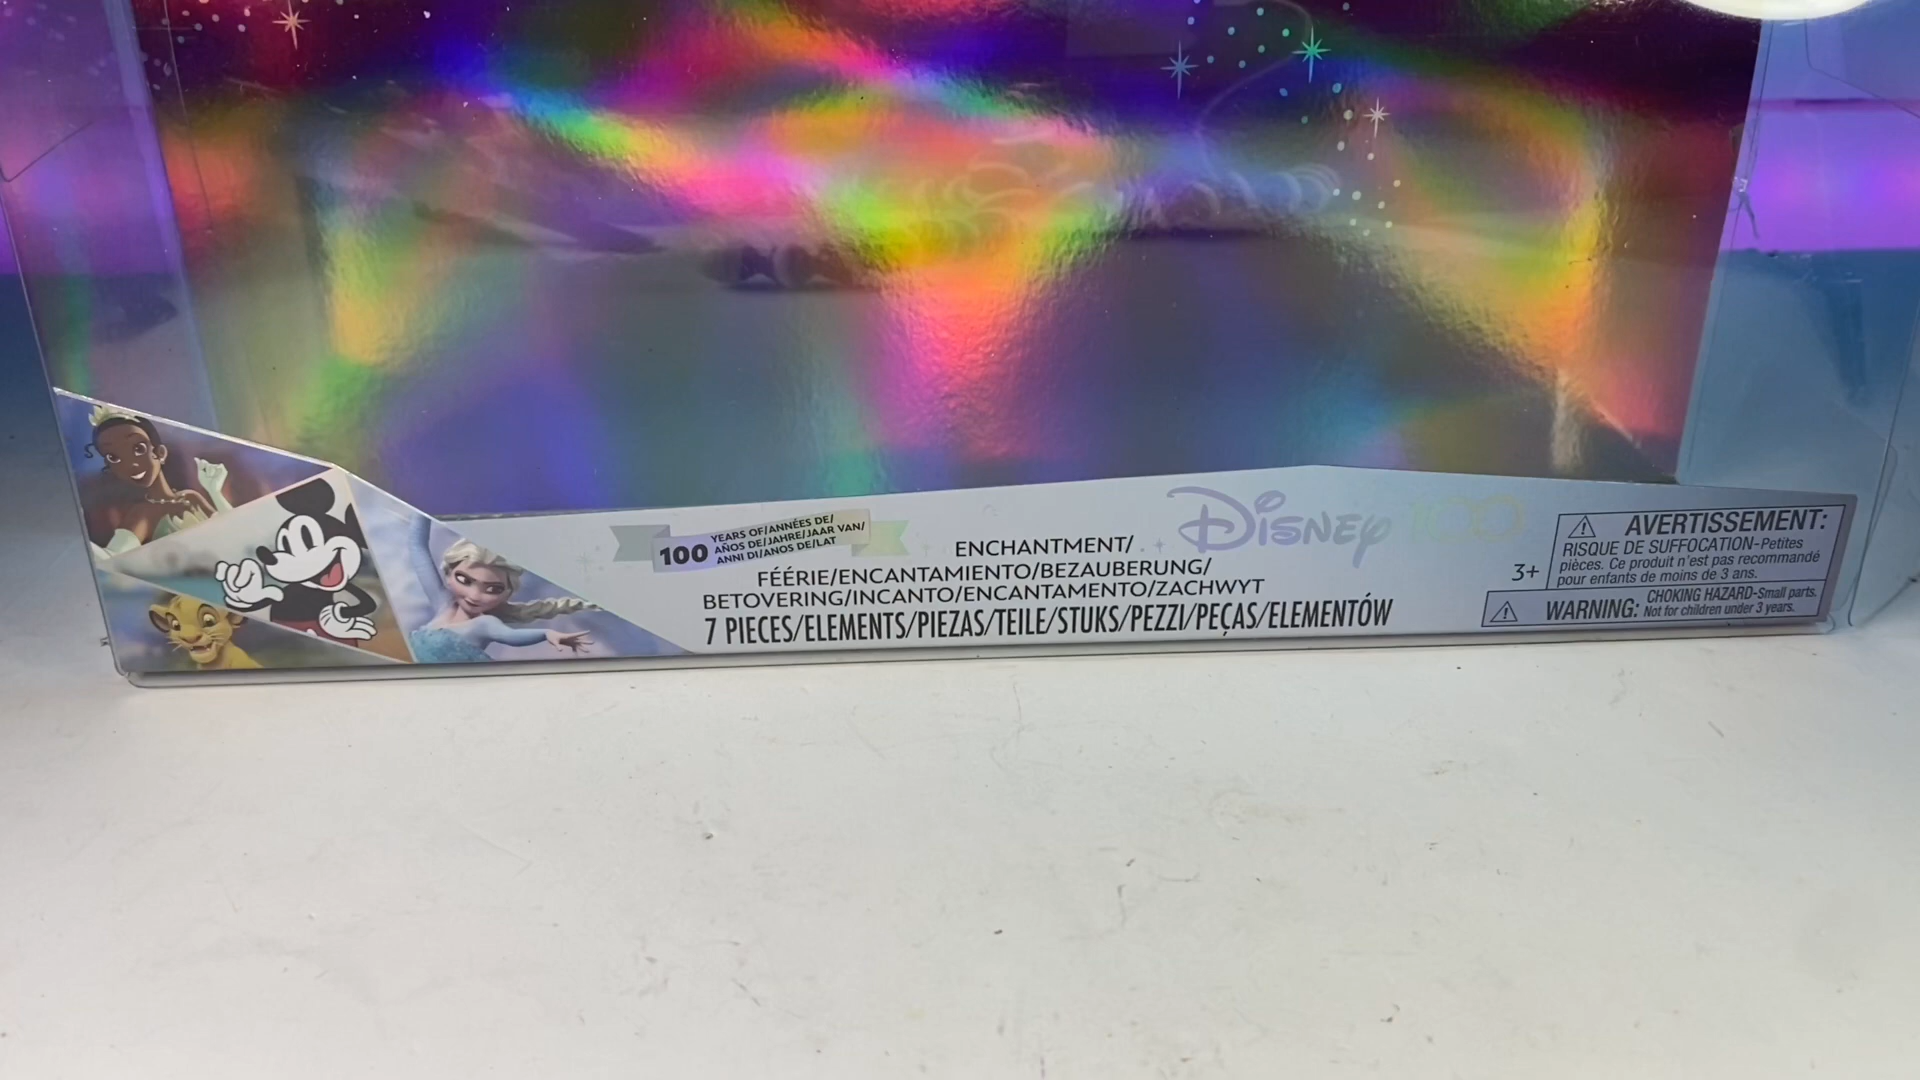 100 YEARS OF/ANNÉES DE/
AÑOS DE/JAHRE/JAAR VAN/
ANNI DI/ANOS DE/LAT
ENCHANTMENT/
FÉÉRIE/ENCANTAMIENTO/BEZAUBERUNG/
BETOVERING/INCANTO/ENCANTAMENTO/ZACHWYT
7 PIECES/ELEMENTS/PIEZAS/TEILE/STUKS/PEZZI/PEÇAS/ELEMENTÓW
Disney 100
3+
AVERTISSEMENT:
RISQUE DE SUFFOCATION-Petites
pièces. Ce produit n'est pas recommandé
pour enfants de moins de 3 ans.
WARNING: CHOKING HAZARD-Small parts.
Not for children under 3 years.